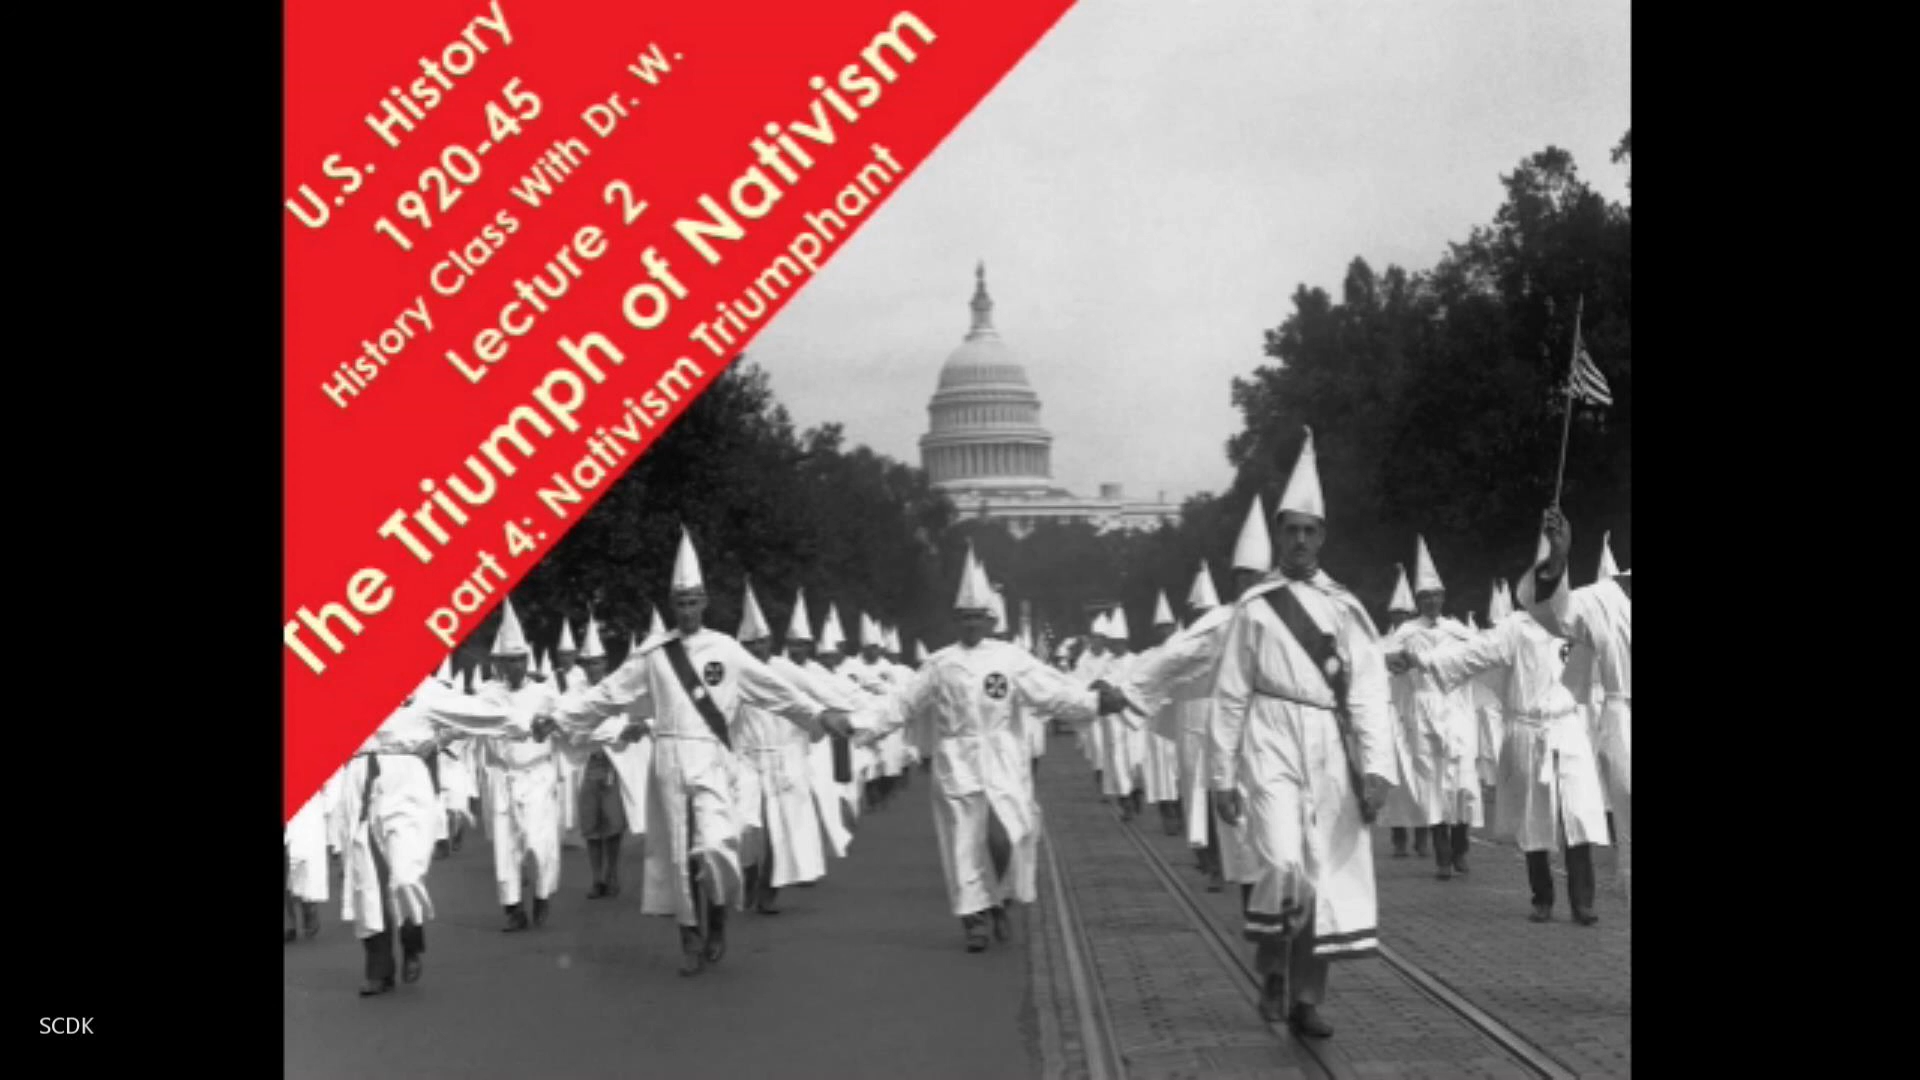 U.S. History
1920-45
History Class With Dr. W.
Lecture 2
The Triumph of Nativism
part 4: Nativism Triumphant
SCDK